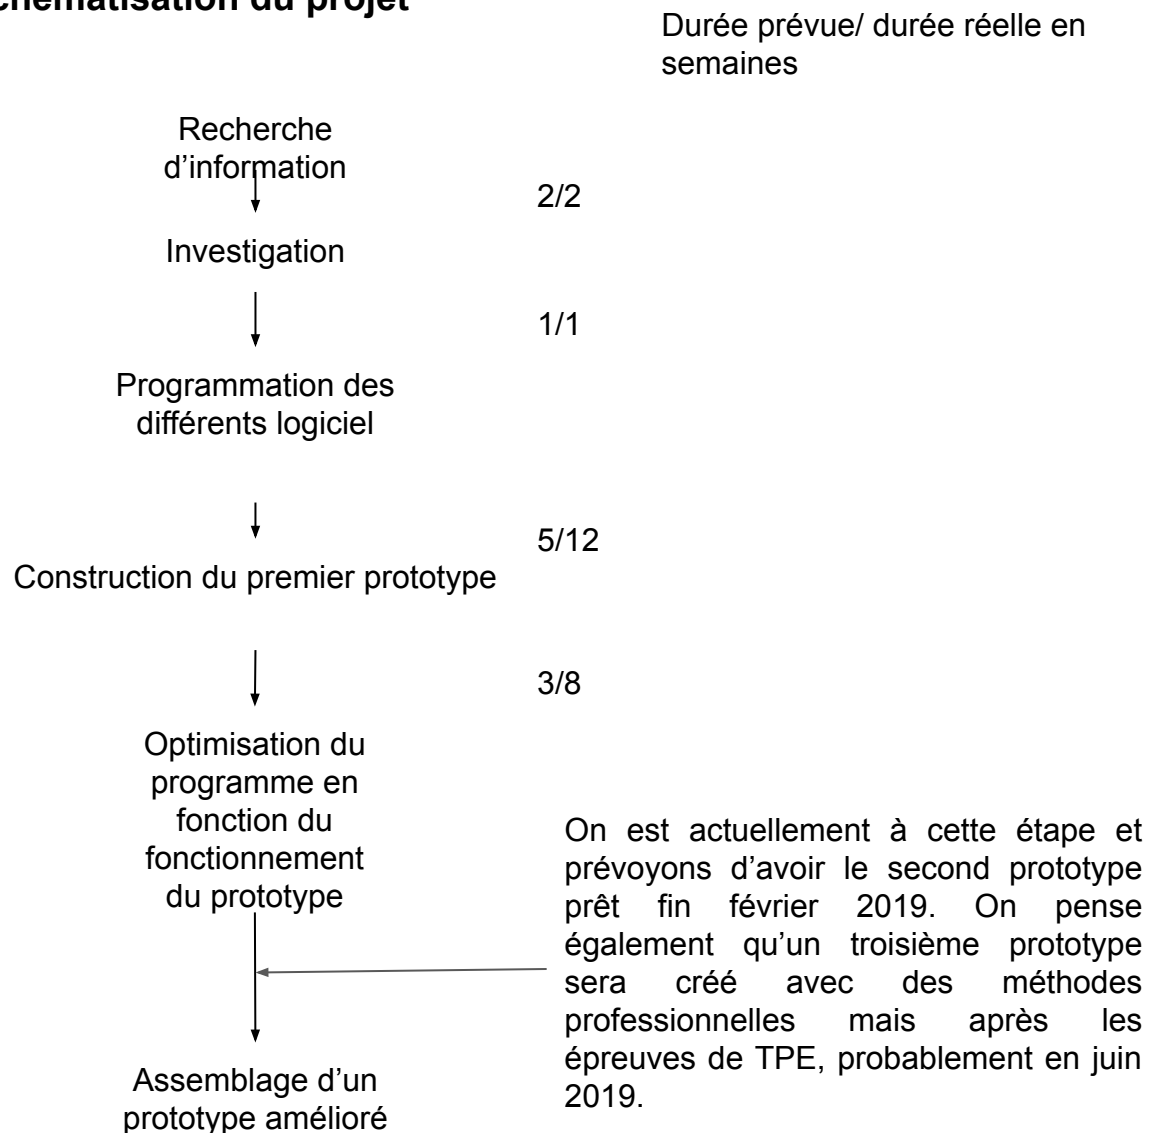 chématisation du projet
Durée prévue/ durée réelle en
semaines
Recherche
d’information
2/2
Investigation
1/1
Programmation des
différents logiciel
5/12
Construction du premier prototype
3/8
Optimisation du
programme en
fonction du
fonctionnement
du prototype
On est actuellement à cette étape et
prévoyons d’avoir le second prototype
prêt fin février 2019. On pense
également qu’un troisième prototype
sera créé avec des méthodes
professionnelles mais après les
épreuves de TPE, probablement en juin
2019.
Assemblage d’un
prototype amélioré